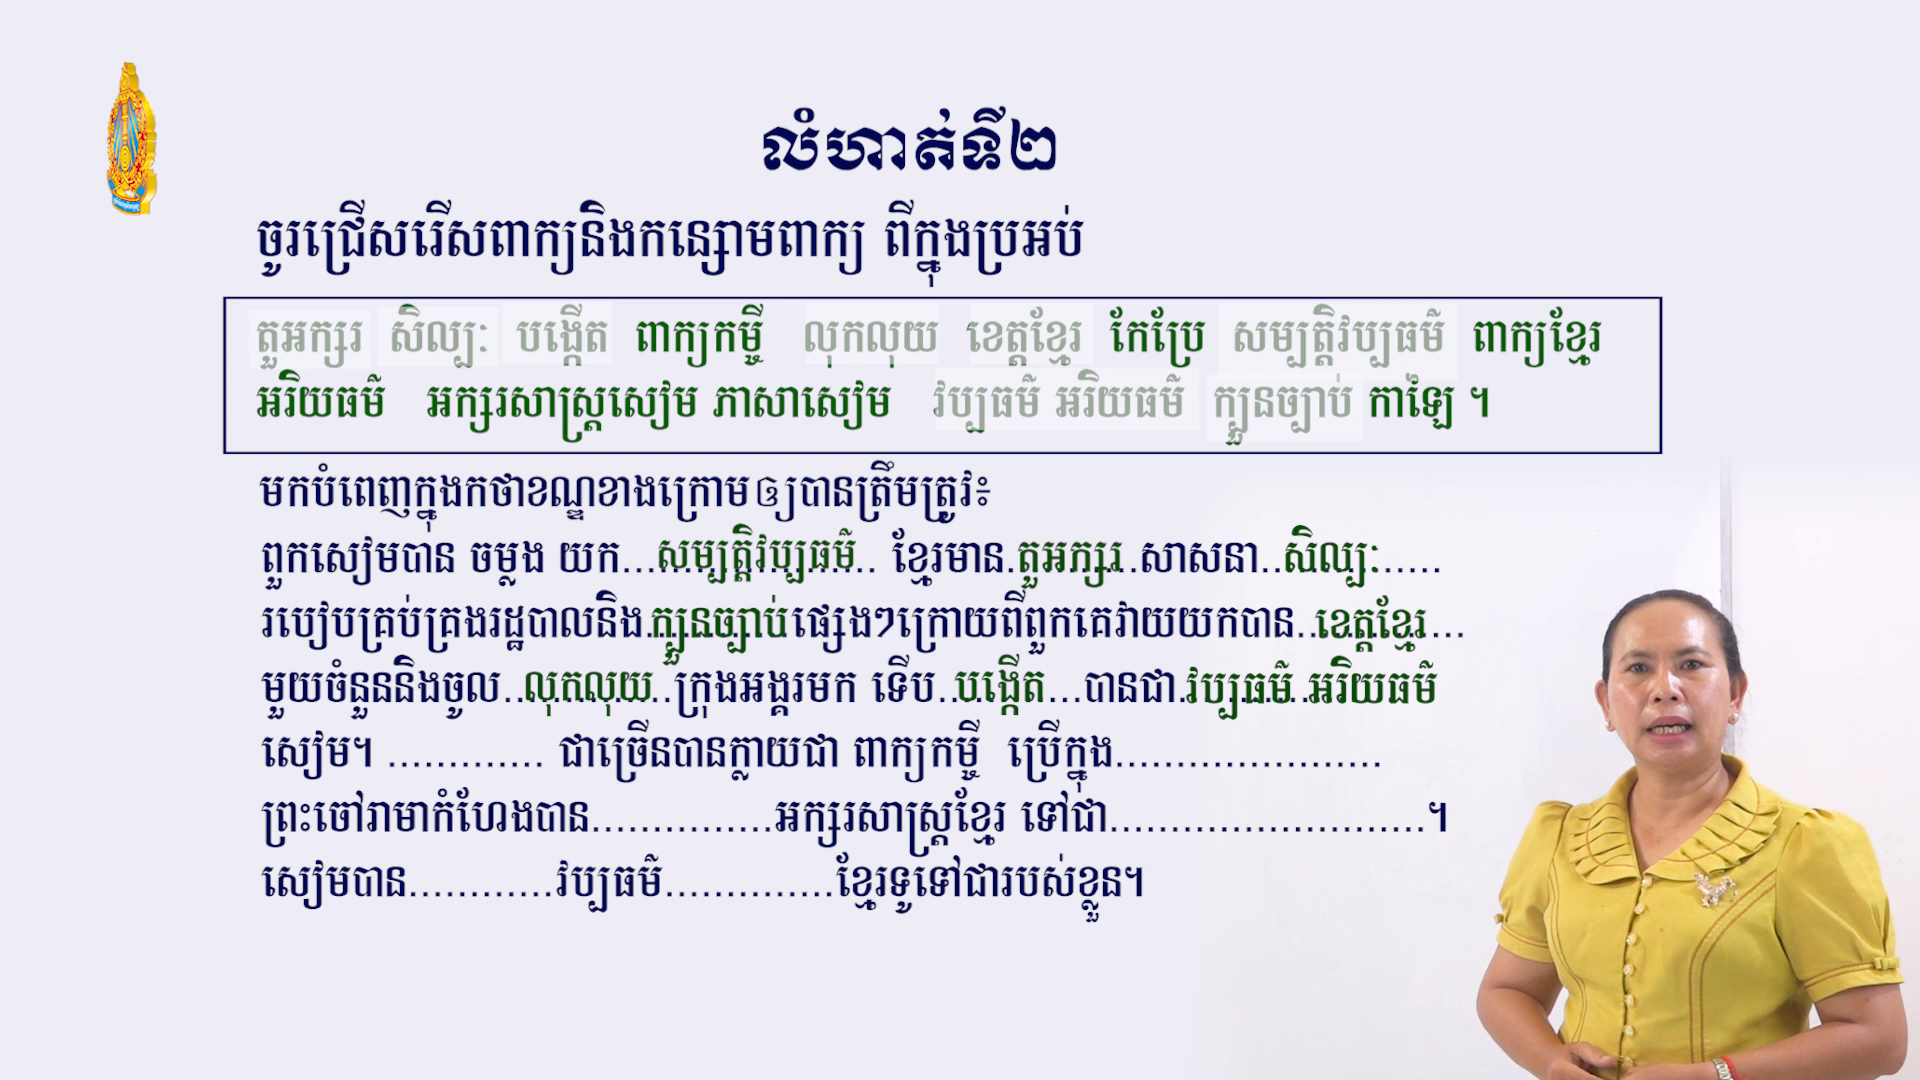 លំហាត់ទី២
ចូរជ្រើសរើសពាក្យនិងកន្សោមពាក្យ ពីក្នុងប្រអប់
តួអក្សរ សិល្បៈ បង្កើត ពាក្យកម្ចី លុកលុយ ខេត្តខ្មែរ កែប្រែ សម្បត្តិវប្បធម៌ ពាក្យខ្មែរ
អរិយធម៌ អក្សរសាស្ត្រសៀម ភាសាសៀម វប្បធម៌ អរិយធម៌ ក្បួនច្បាប់ កាឡៃ ។
មកបំពេញក្នុងកថាខណ្ឌខាងក្រោមឲ្យបានត្រឹមត្រូវ៖
ពួកសៀមបាន ចម្លង យក...សម្បត្តិវប្បធម៌.. ខ្មែរមាន.តួអក្សរ.សាសនា..សិល្បៈ......
របៀបគ្រប់គ្រងរដ្ឋបាលនិង.ក្បួនច្បាប់ផ្សេងៗក្រោយពីពួកគេវាយយកបាន..ខេត្តខ្មែរ...
មួយចំនួននិងចូល..លុកលុយ..ក្រុងអង្គរមក ទើប..បង្កើត...បានជា.វប្បធម៌.អរិយធម៌
សៀម។ ............. ជាច្រើនបានក្លាយជា ពាក្យកម្ចី ប្រើក្នុង......................
ព្រះចៅរាមាកំហែងបាន...............អក្សរសាស្ត្រខ្មែរ ទៅជា..........................។
សៀមបាន............វប្បធម៌..............ខ្មែរទូទៅជារបស់ខ្លួន។